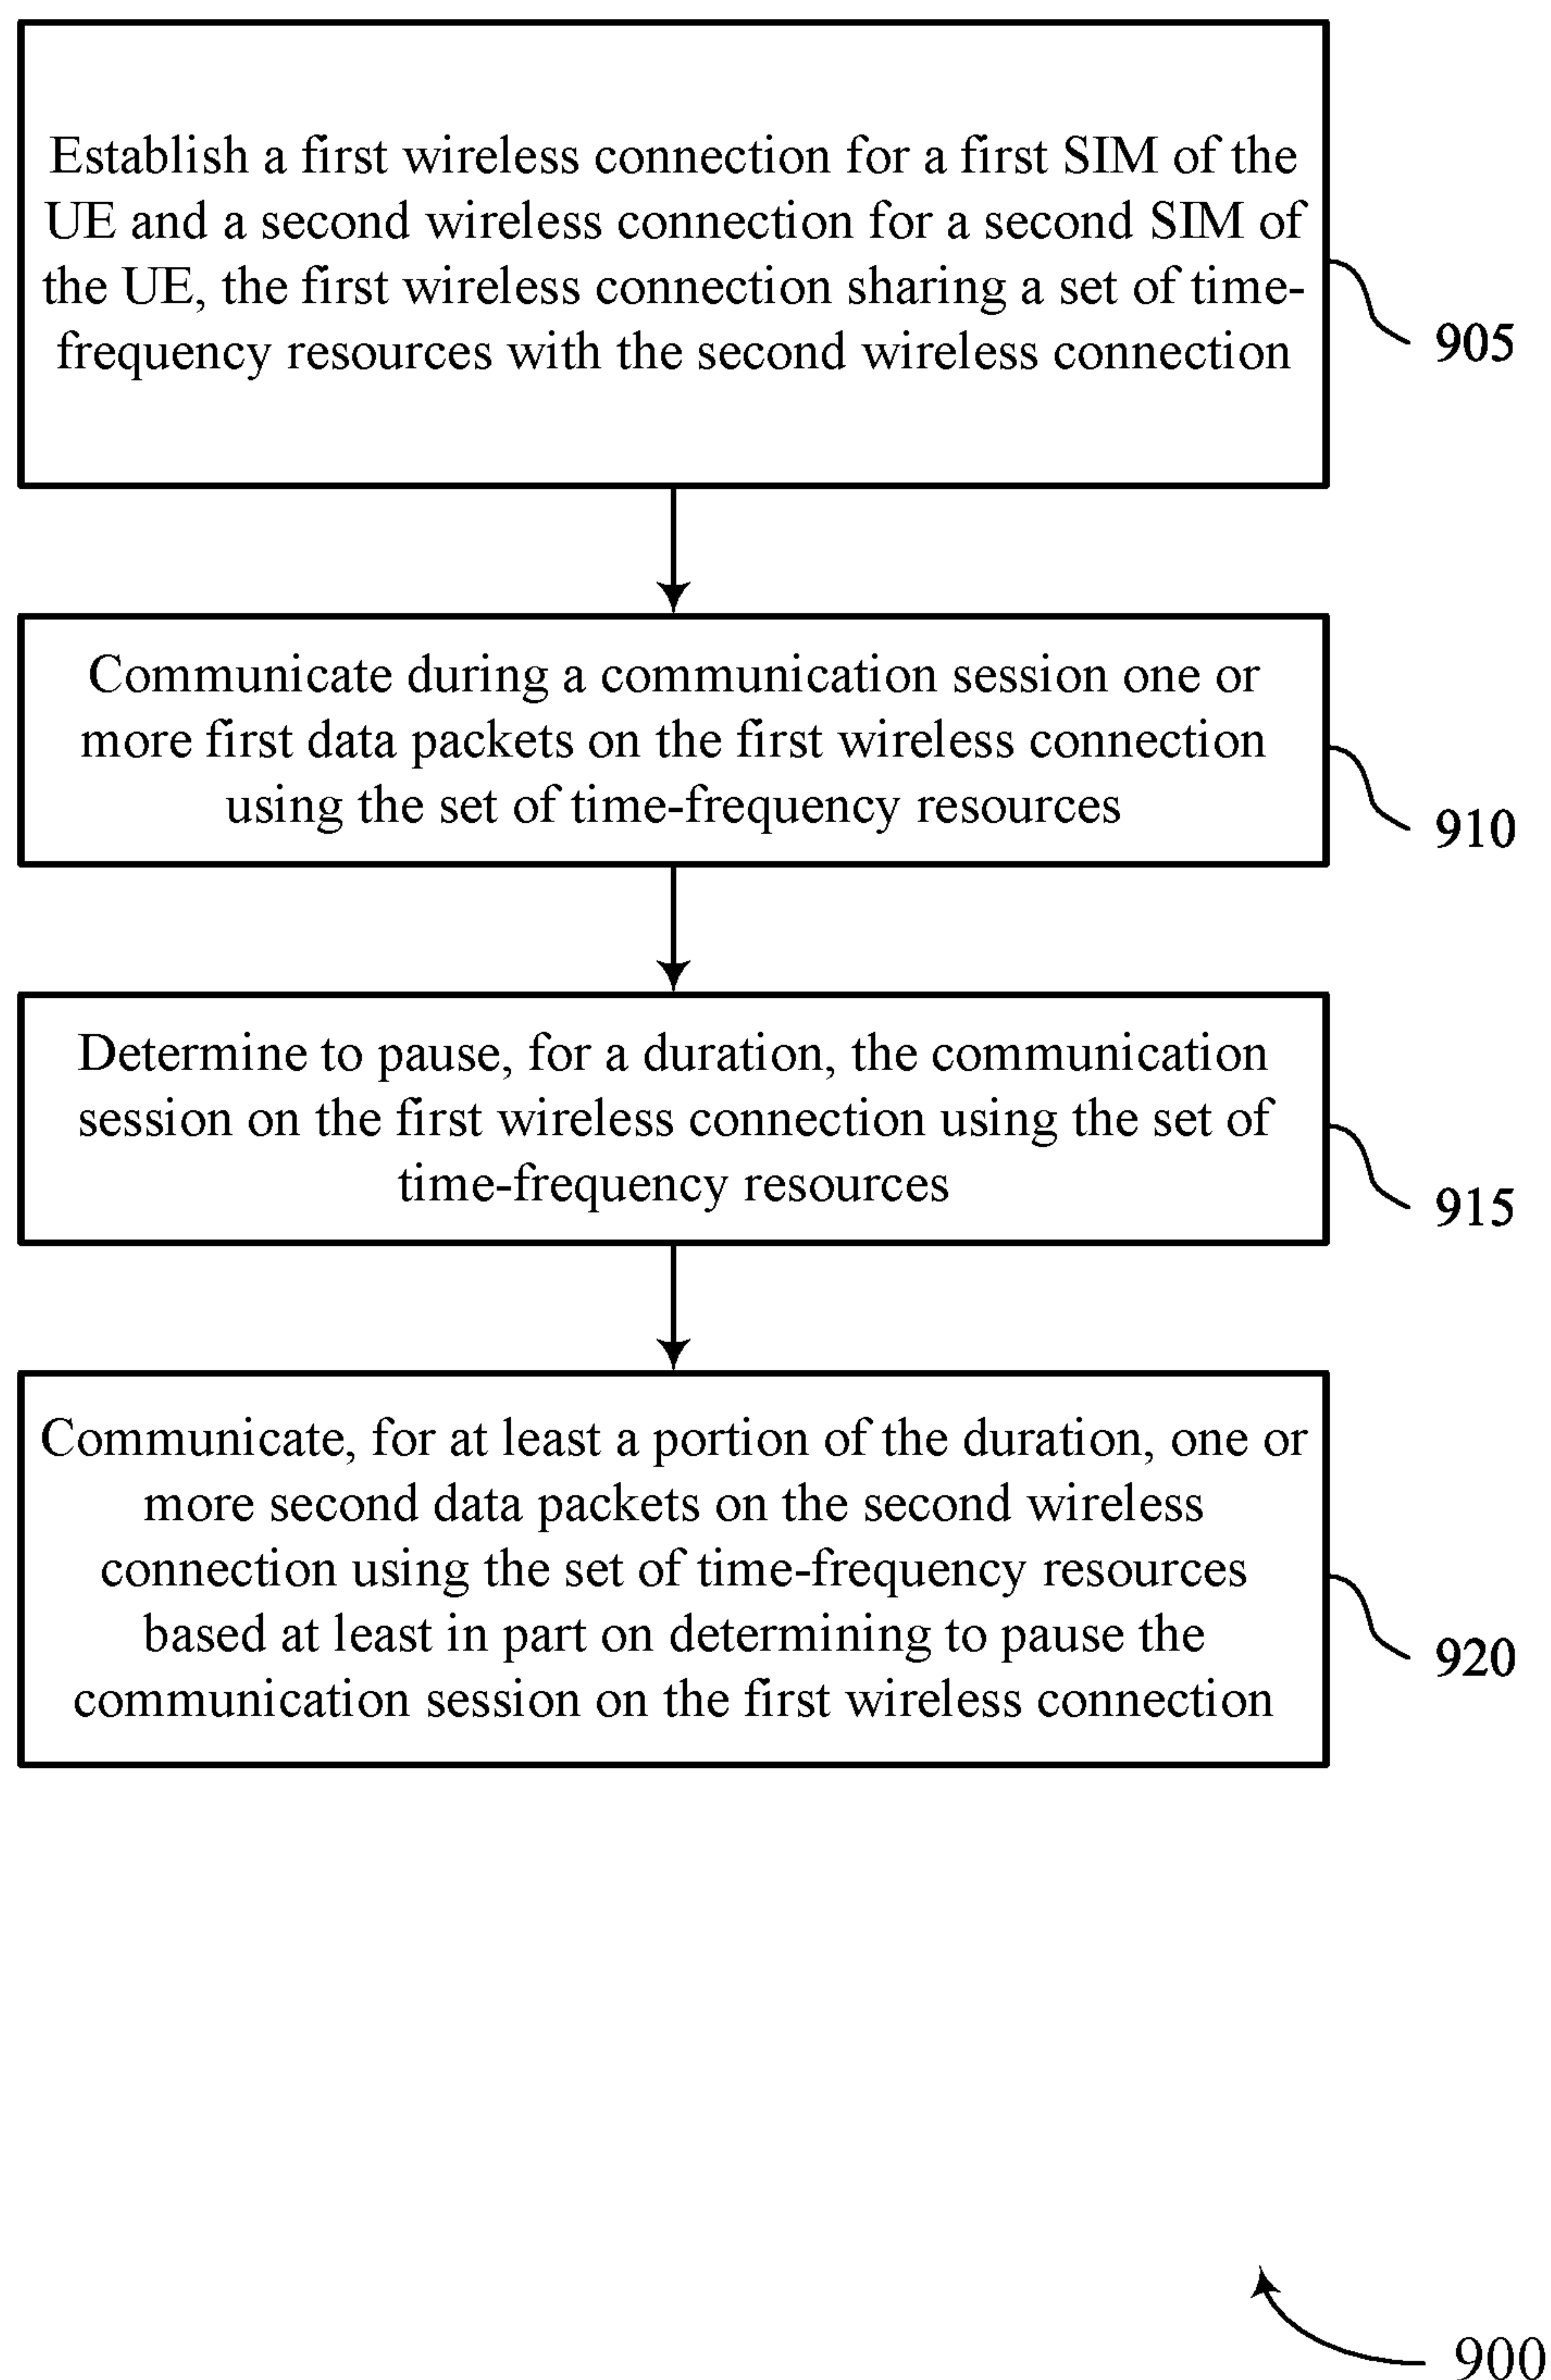 Establish a first wireless connection for a first SIM of the
UE and a second wireless connection for a second SIM of
the UE, the first wireless connection sharing a set of time-
frequency resources with the second wireless connection
905
Communicate during a communication session one or
more first data packets on the first wireless connection
using the set of time-frequency resources
910
Determine to pause, for a duration, the communication
session on the first wireless connection using the set of
time-frequency resources
915
Communicate, for at least a portion of the duration, one or
more second data packets on the second wireless
connection using the set of time-frequency resources
based at least in part on determining to pause the
communication session on the first wireless connection
920
900